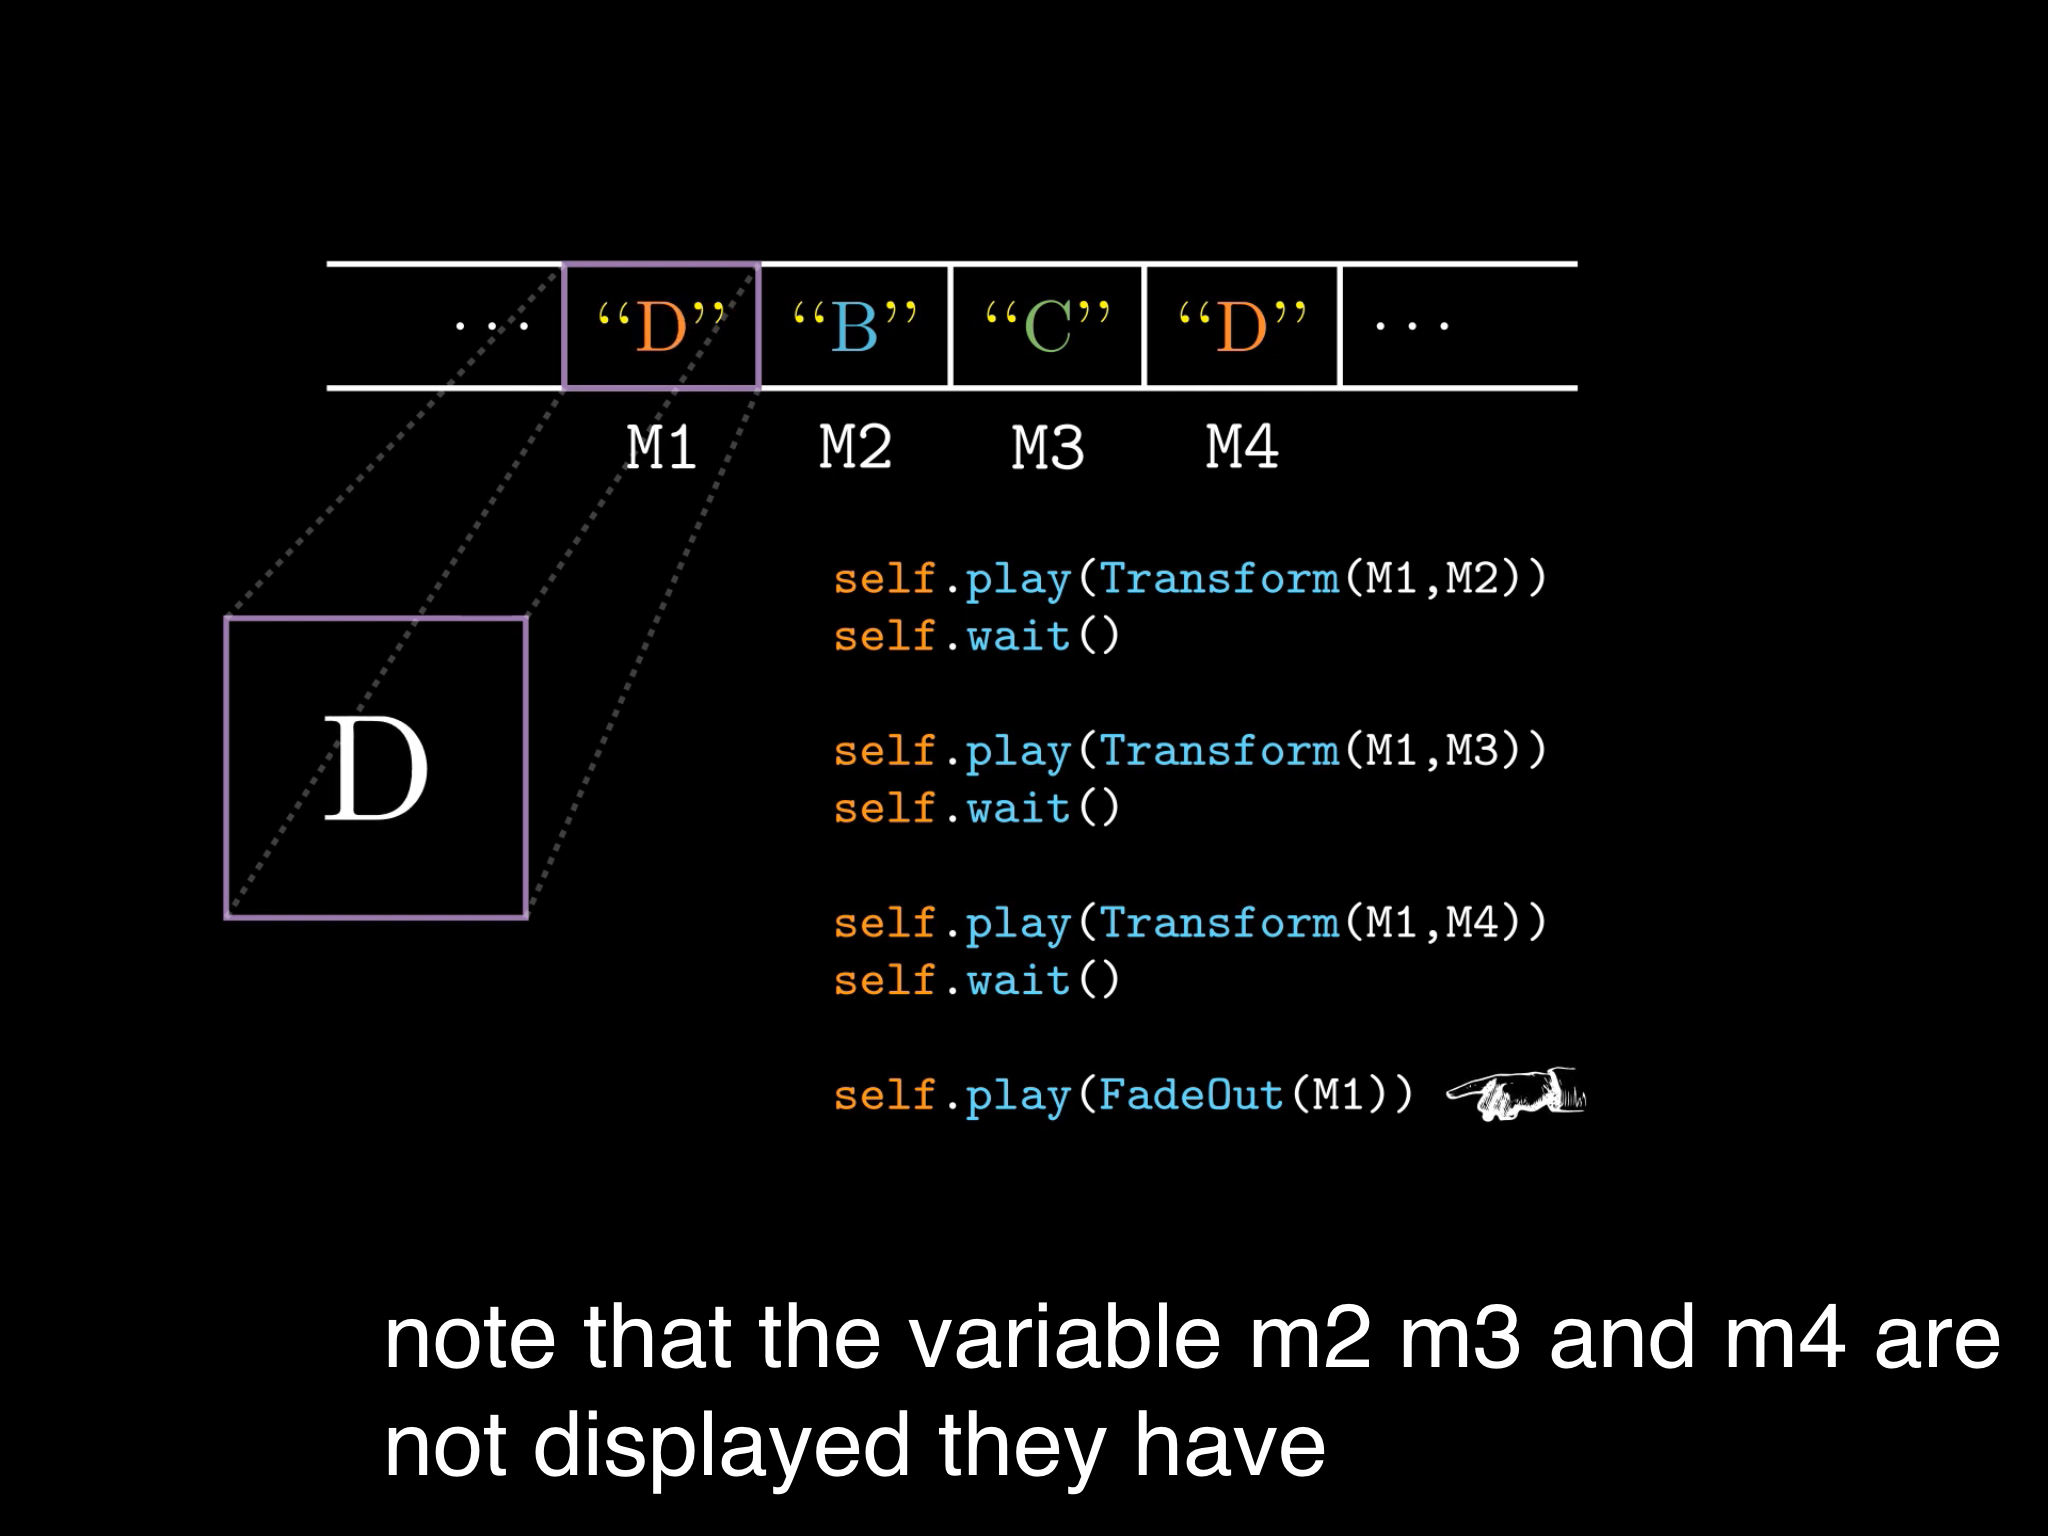 ... “D” “B” “C” “D” ...
M1 M2 M3 M4
self.play(Transform(M1,M2))
self.wait()
D
self.play(Transform(M1,M3))
self.wait()
self.play(Transform(M1,M4))
self.wait()
self.play(FadeOut(M1))
note that the variable m2 m3 and m4 are
not displayed they have